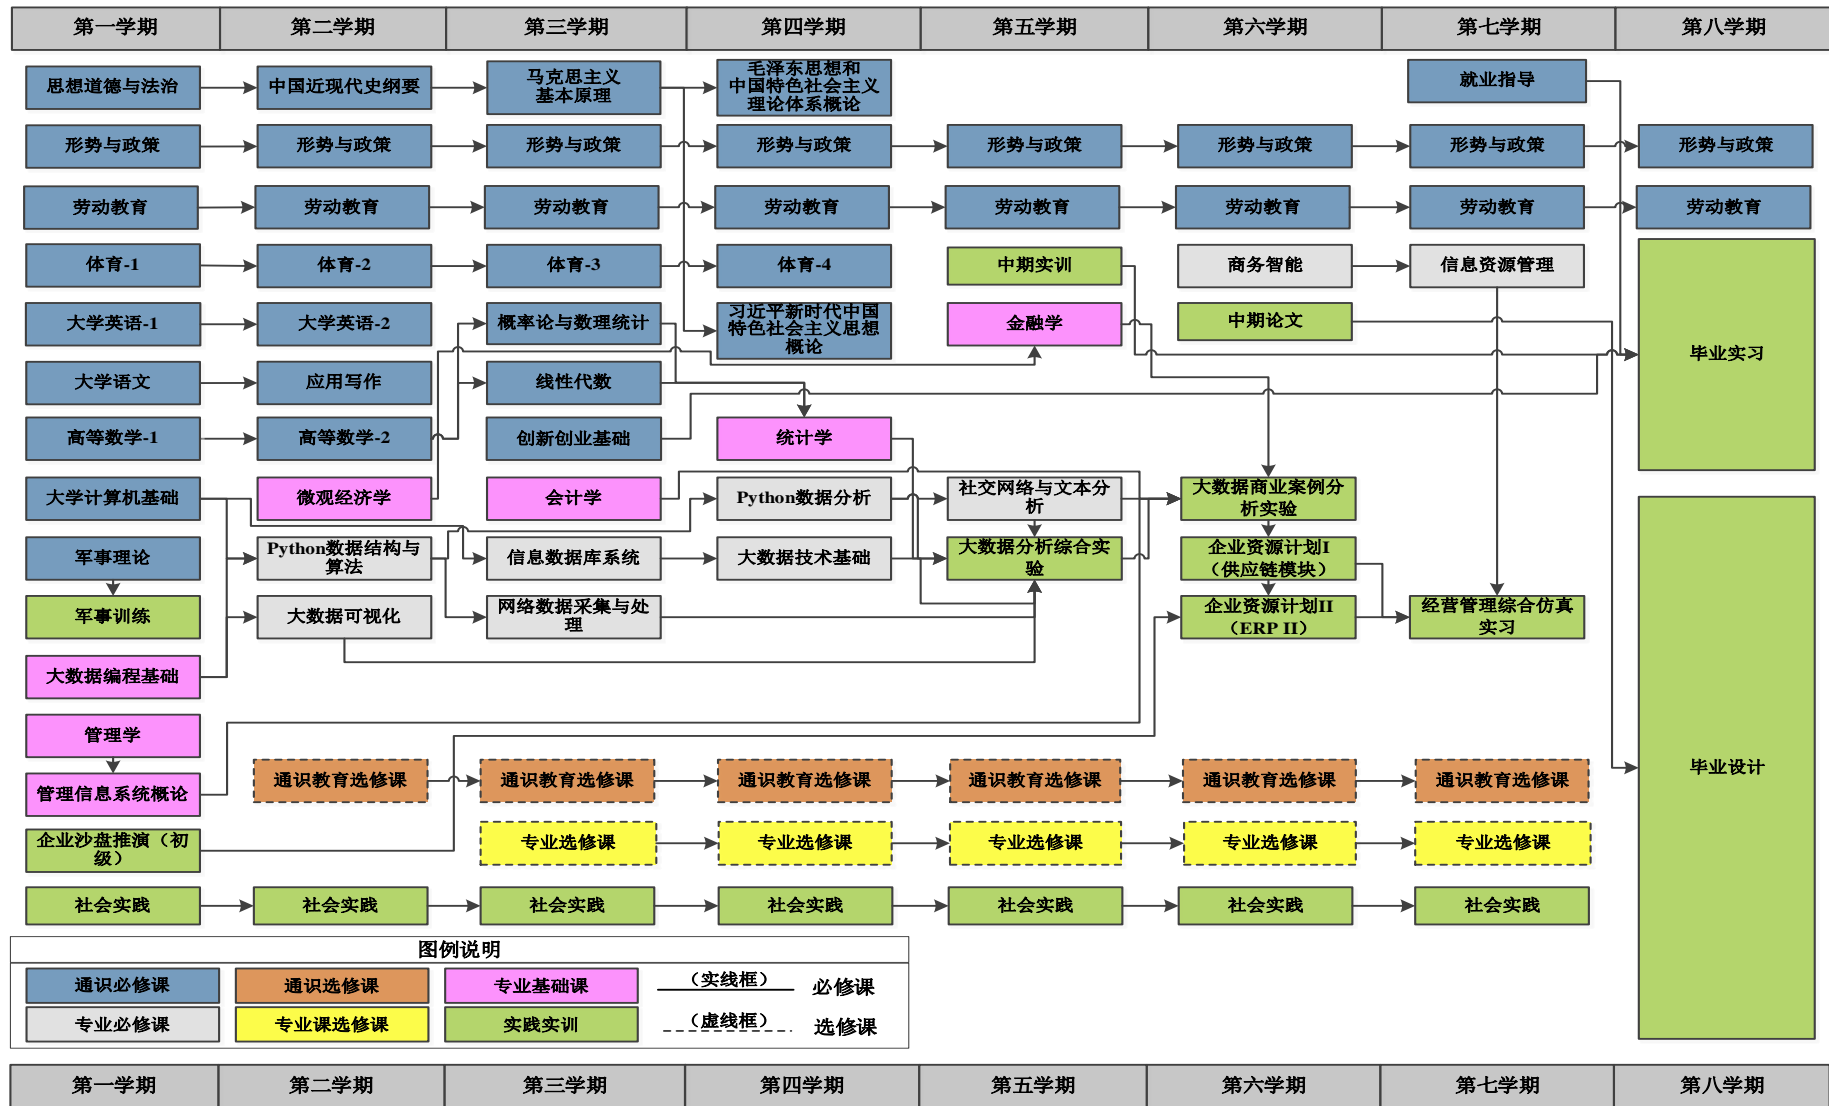 第一学期 第二学期 第三学期 第四学期 第五学期 第六学期 第七学期 第八学期
思想道德与法治
中国近现代史纲要
马克思主义
基本原理
毛泽东思想和
中国特色社会主义
理论体系概论
就业指导
形势与政策 形势与政策 形势与政策 形势与政策 形势与政策 形势与政策 形势与政策 形势与政策
劳动教育 劳动教育 劳动教育 劳动教育 劳动教育 劳动教育 劳动教育 劳动教育
体育-1 体育-2 体育-3 体育-4 中期实训 商务智能 信息资源管理
大学英语-1 大学英语-2 概率论与数理统计
习近平新时代中国
特色社会主义思想
概论
金融学 中期论文
毕业实习
大学语文 应用写作 线性代数
高等数学-1 高等数学-2 创新创业基础 统计学
大学计算机基础 微观经济学 会计学 Python数据分析
社交网络与文本分
析
大数据商业案例分
析实验
军事理论
Python数据结构与
算法
信息数据库系统 大数据技术基础
大数据分析综合实
验
企业资源计划I
（供应链模块）
军事训练 大数据可视化
网络数据采集与处
理
企业资源计划II
（ERP II）
经营管理综合仿真
实习
大数据编程基础
管理学
管理信息系统概论
通识教育选修课 通识教育选修课 通识教育选修课 通识教育选修课 通识教育选修课 通识教育选修课
毕业设计
企业沙盘推演（初
级）
专业选修课 专业选修课 专业选修课 专业选修课 专业选修课
社会实践 社会实践 社会实践 社会实践 社会实践 社会实践 社会实践
图例说明
通识必修课 通识选修课 专业基础课 （实线框） 必修课
专业必修课 专业课选修课 实践实训 （虚线框） 选修课
第一学期 第二学期 第三学期 第四学期 第五学期 第六学期 第七学期 第八学期